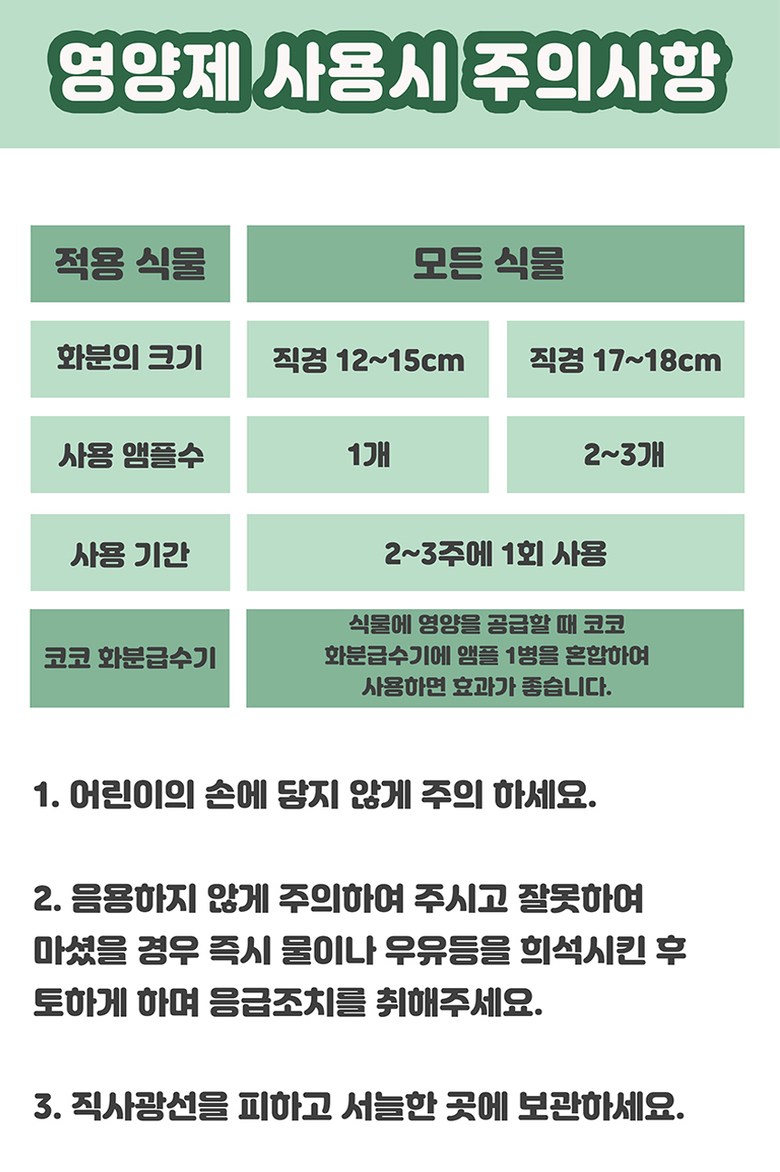 영양제 사용시 주의사항
적용 식물 모든 식물
화분의 크기 직경 12~15cm 직경 17~18cm
사용 앰플수 1개 2~3개
사용 기간 2~3주에 1회 사용
코코 화분급수기
식물에 영양을 공급할 때 코코
화분급수기에 앰플 1병을 혼합하여
사용하면 효과가 좋습니다.
1. 어린이의 손에 닿지 않게 주의 하세요.
2. 음용하지 않게 주의하여 주시고 잘못하여
마셨을 경우 즉시 물이나 우유등을 희석시킨 후
토하게 하며 응급조치를 취해주세요.
3. 직사광선을 피하고 서늘한 곳에 보관하세요.